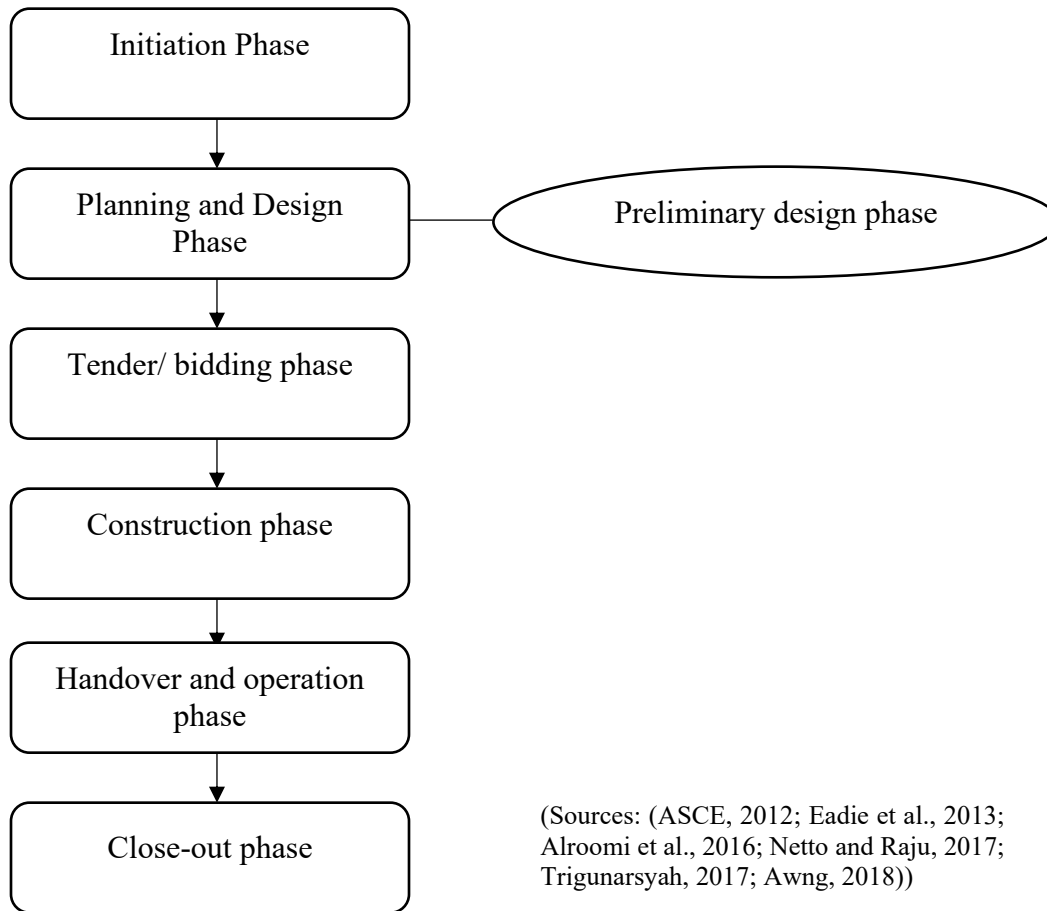 Initiation Phase
Planning and Design
Phase
Preliminary design phase
Tender/ bidding phase
Construction phase
Handover and operation
phase
Close-out phase
(Sources: (ASCE, 2012; Eadie et al., 2013;
Alroomi et al., 2016; Netto and Raju, 2017;
Trigunarsyah, 2017; Awng, 2018))